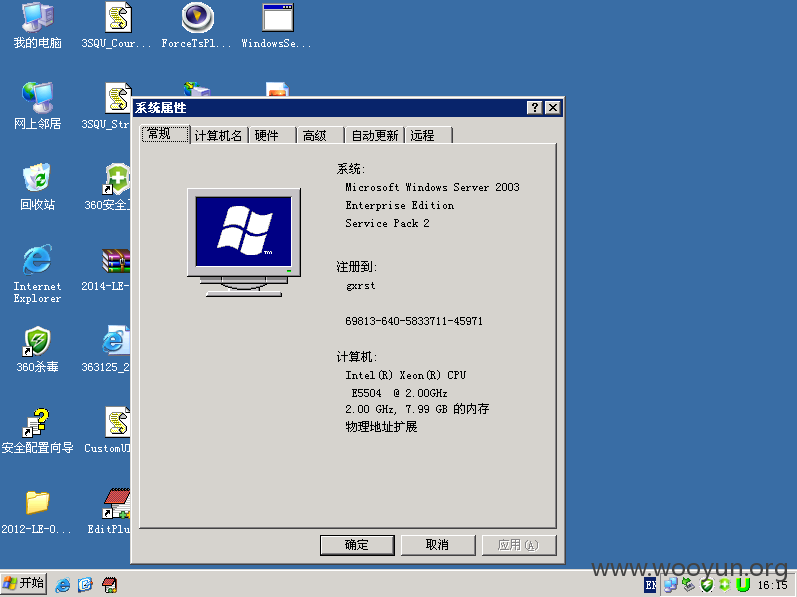 我的电脑
3SQU_Cour...
ForceTsPl...
WindowsSe...
网上邻居
3SQU_Str
回收站
360安全卫
Internet
Explorer
2014-LE-
360杀毒
363125_2
安全配置向导
CustomUI
2012-LE-O...
EditPlu
系统属性
常规
计算机名
硬件
高级
自动更新
远程
系统:
Microsoft Windows Server 2003
Enterprise Edition
Service Pack 2
注册到:
gxrst
69813-640-5833711-45971
计算机:
Intel(R) Xeon(R) CPU
E5504 @ 2.00GHz
2.00 GHz, 7.99 GB 的内存
物理地址扩展
确定
取消
应用(A)
www.wooyun.org
开始
EN
16:15